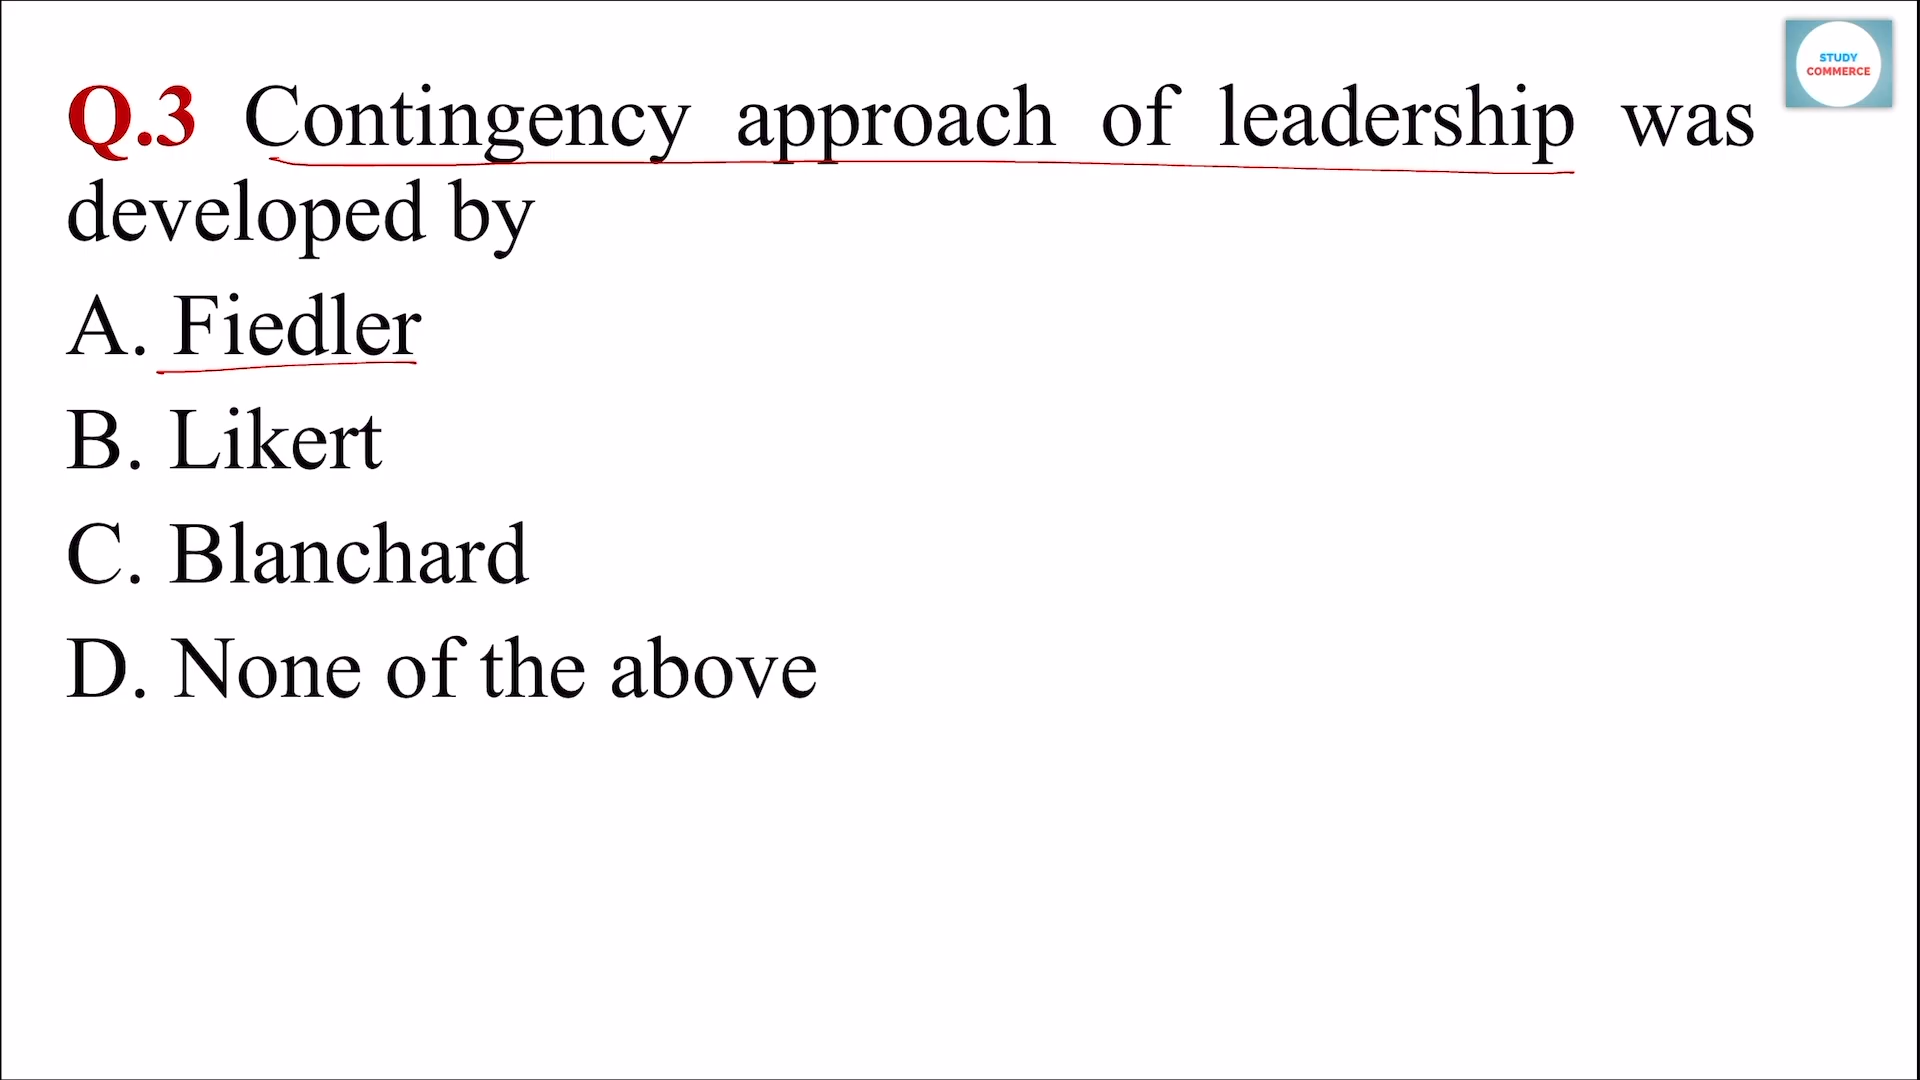 STUDY
COMMERCE
Q.3 Contingency approach of leadership was
developed by
A. Fiedler
B. Likert
C. Blanchard
D. None of the above